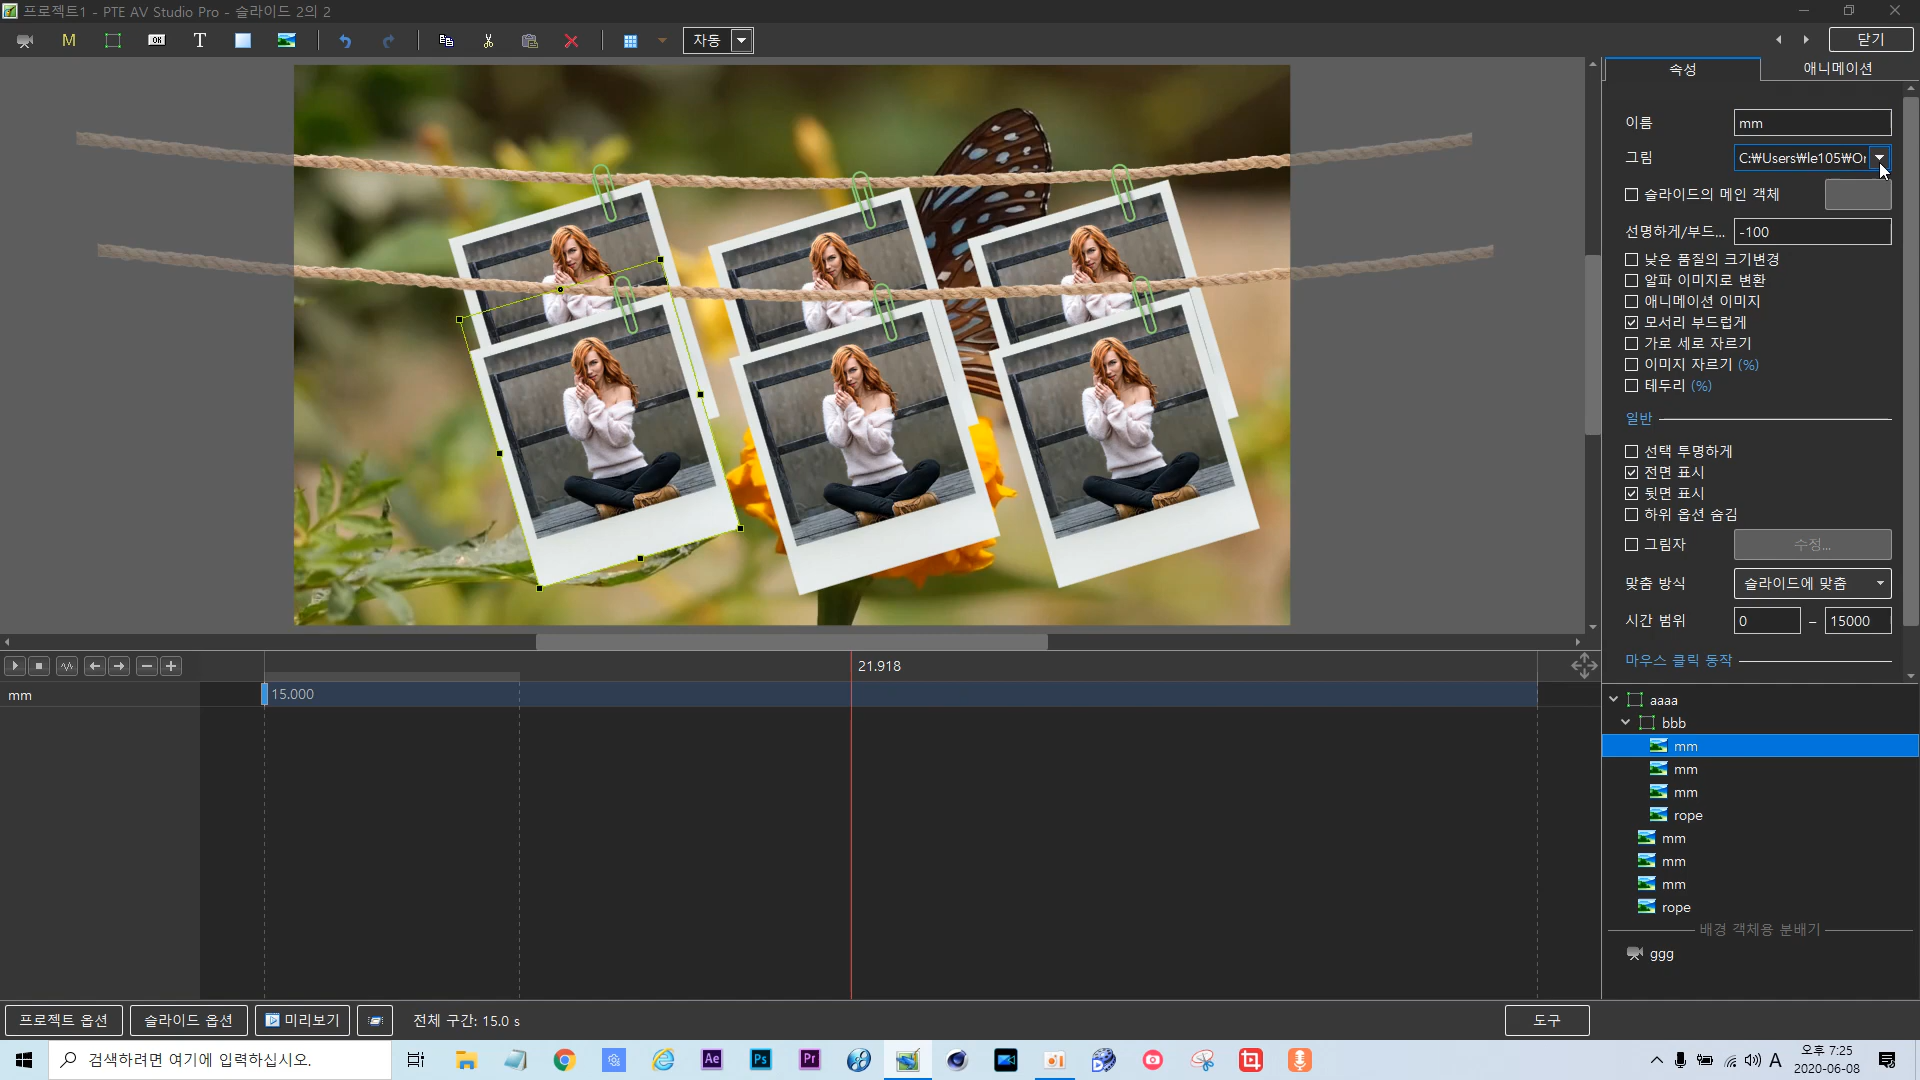 프로젝트1 - PTE AV Studio Pro - 슬라이드 2의 2
M
OK
T
자동
닫기
속성
애니메이션
이름
mm
그림
C:₩Users₩le105₩Or
슬라이드의 메인 객체
선명하게/부드...
-100
낮은 품질의 크기변경
알파 이미지로 변환
애니메이션 이미지
모서리 부드럽게
가로 세로 자르기
이미지 자르기 (%)
테두리 (%)
일반
선택 투명하게
전면 표시
뒷면 표시
하위 옵션 숨김
그림자
수정...
맞춤 방식
슬라이드에 맞춤
시간 범위
0
–
15000
마우스 클릭 동작
21.918
mm
15.000
aaaa
bbb
mm
mm
mm
rope
mm
mm
mm
rope
배경 객체용 분배기
ggg
프로젝트 옵션
슬라이드 옵션
미리보기
전체 구간: 15.0 s
도구
검색하려면 여기에 입력하십시오.
Ae
Ps
Pr
A
오후 7:25
2020-06-08